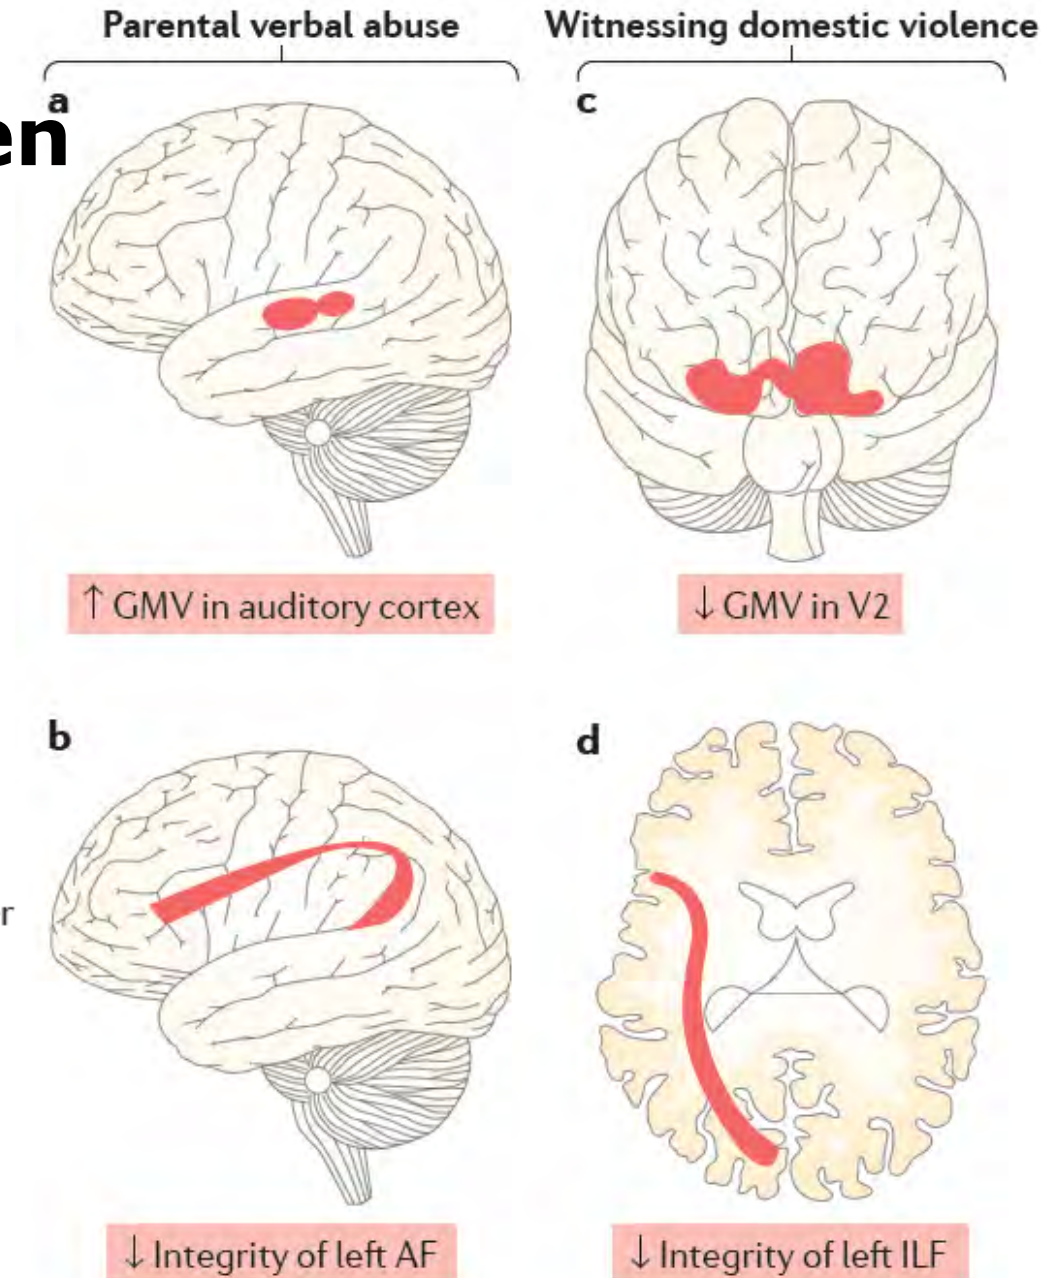 Parental verbal abuse
Witnessing domestic violence
a
c
en
↑ GMV in auditory cortex
↓ GMV in V2
b
d
r
↓ Integrity of left AF
↓ Integrity of left ILF